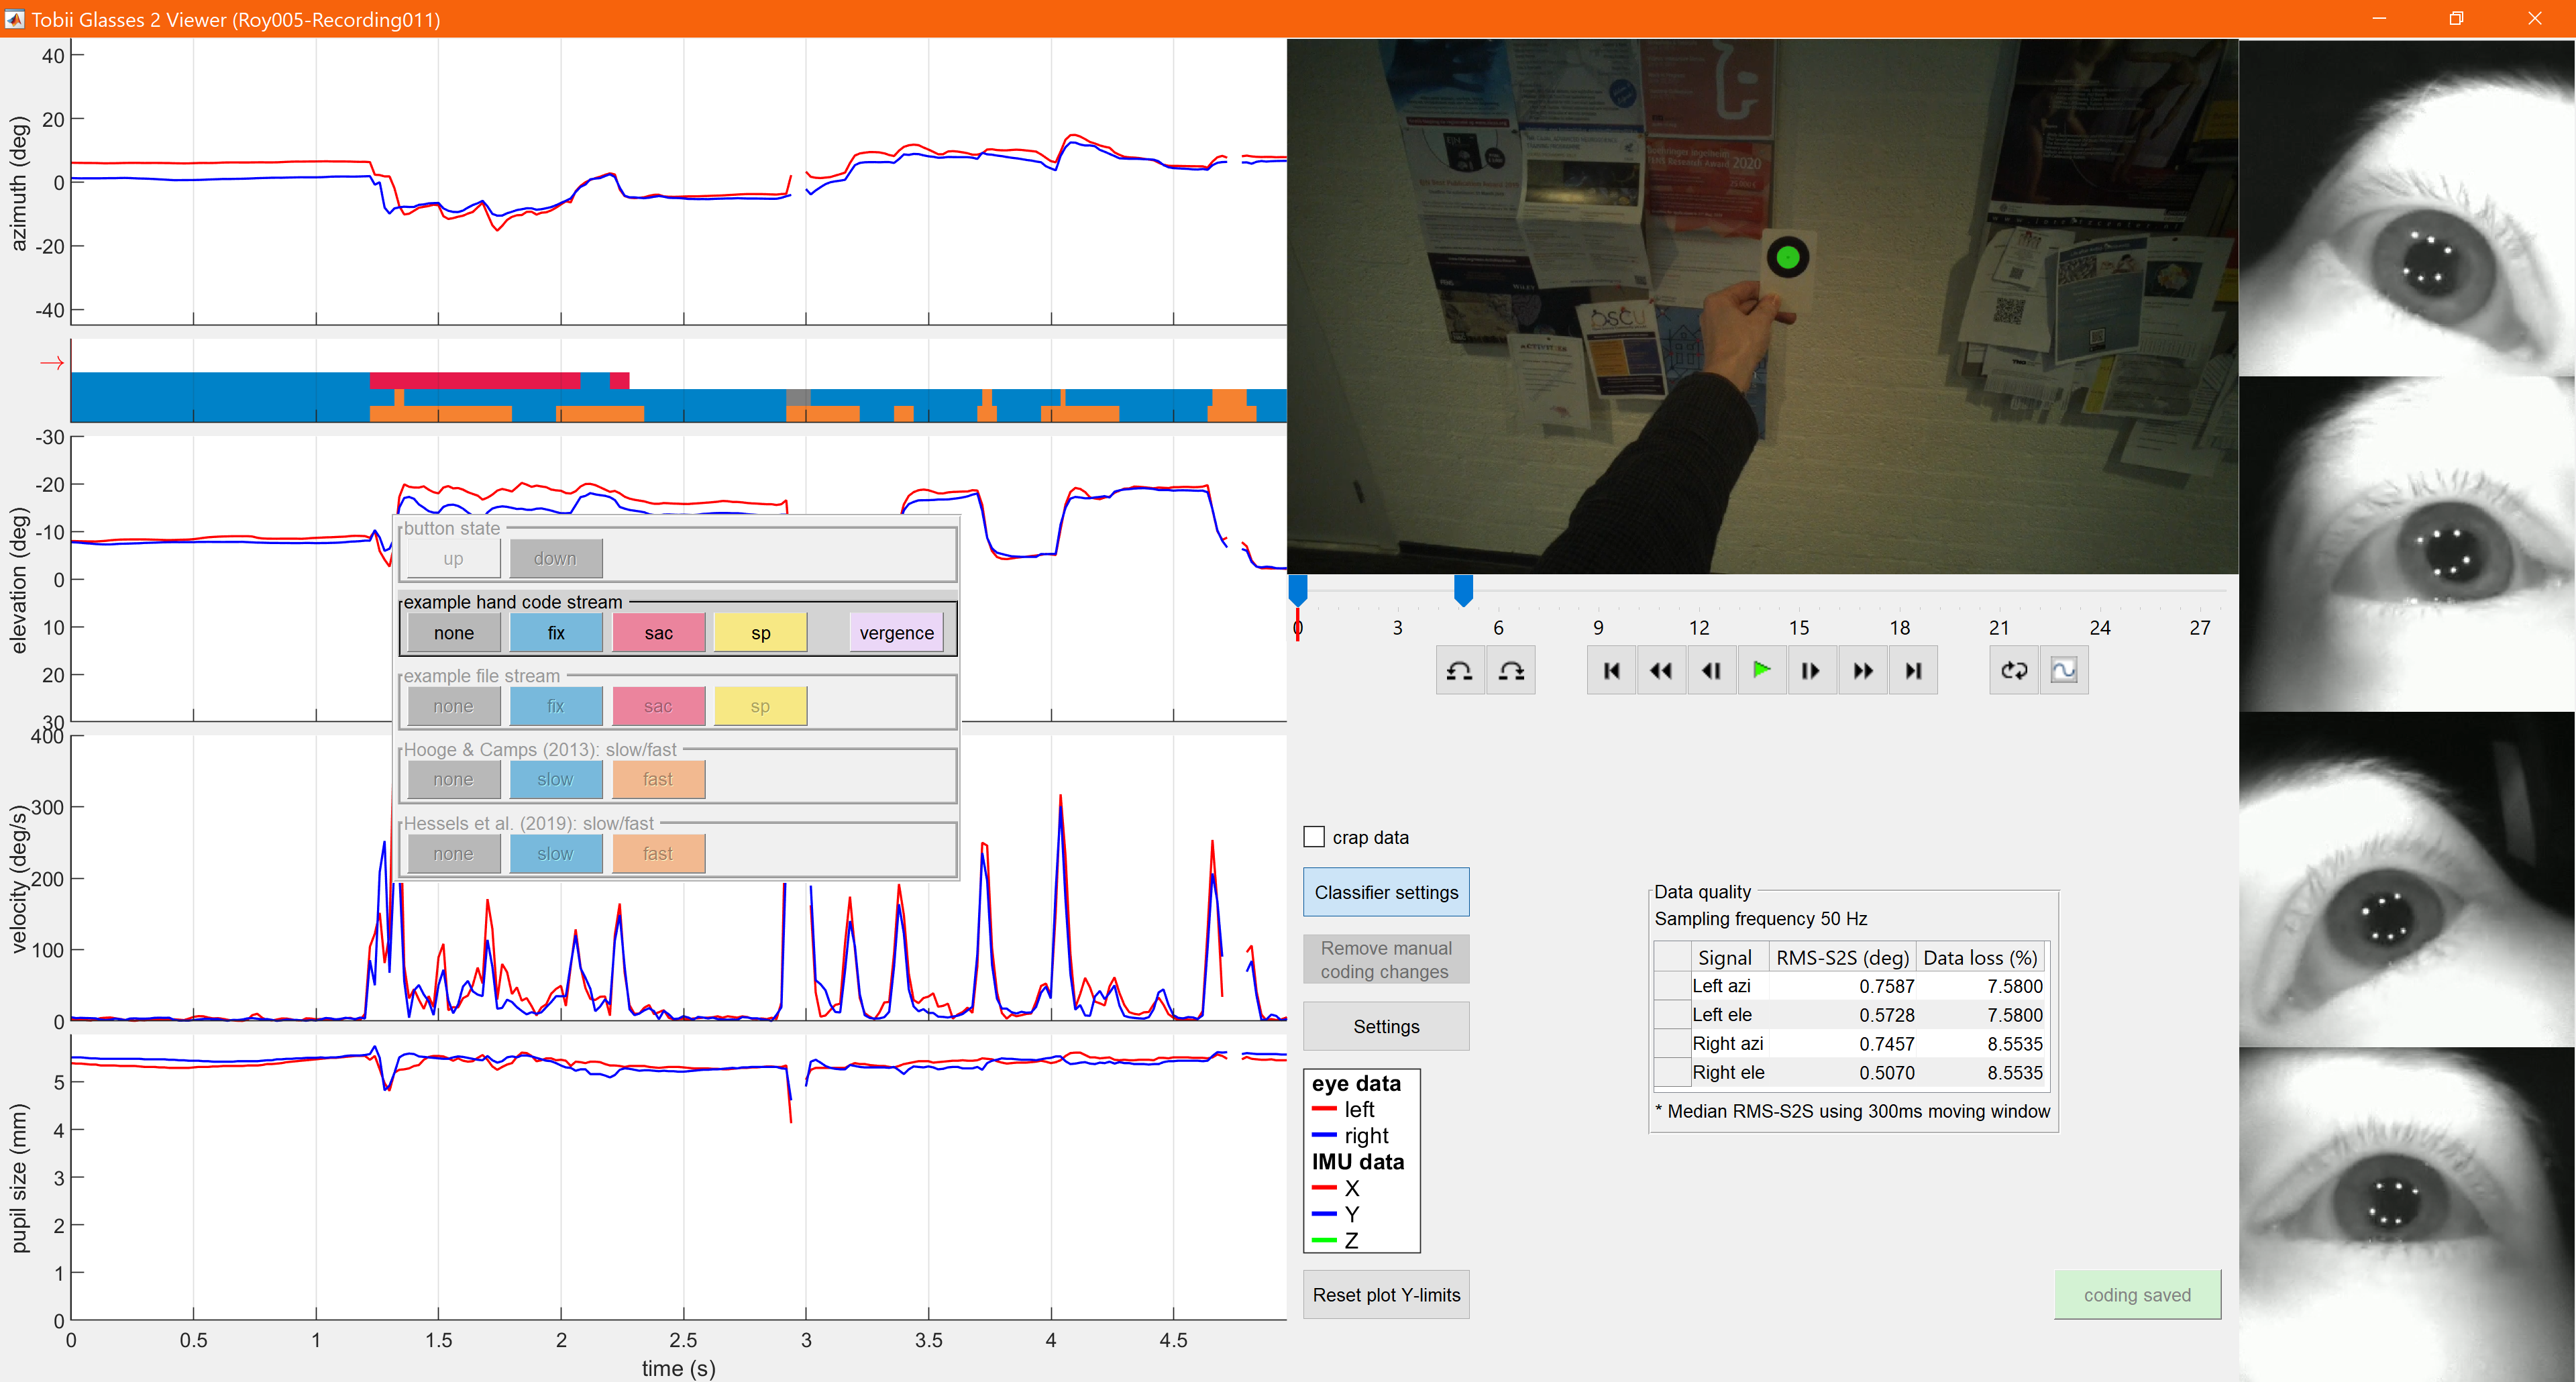 Tobii Glasses 2 Viewer (Roy005-Recording011)
azimuth (deg)
40
20
0
-20
-40
→
elevation (deg)
-30
-20
-10
0
10
20
30
button state
up down
example hand code stream
none fix sac sp vergence
example file stream
none fix sac sp
Hooge & Camps (2013): slow/fast
none slow fast
Hessels et al. (2019): slow/fast
none slow fast
velocity (deg/s)
400
300
200
100
0
pupil size (mm)
5
4
3
2
1
0
0 0.5 1 1.5 2 2.5 3 3.5 4 4.5
time (s)
2020
OSCU
0 3 6 9 12 15 18 21 24 27
crap data
Classifier settings
Remove manual
coding changes
Settings
eye data
left
right
IMU data
X
Y
Z
Reset plot Y-limits
Data quality
Sampling frequency 50 Hz
Signal RMS-S2S (deg) Data loss (%)
Left azi 0.7587 7.5800
Left ele 0.5728 7.5800
Right azi 0.7457 8.5535
Right ele 0.5070 8.5535
* Median RMS-S2S using 300ms moving window
coding saved